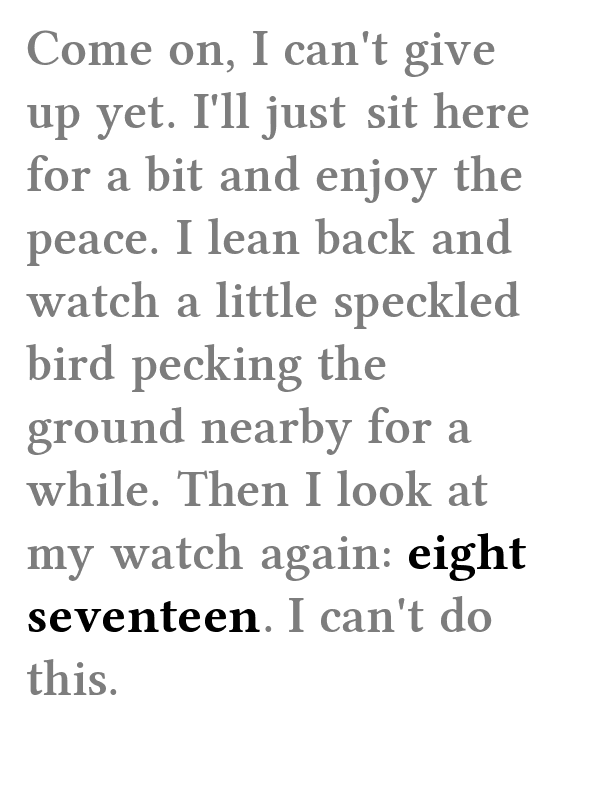 Come on, I can't give
up yet. I'll just sit here
for a bit and enjoy the
peace. I lean back and
watch a little speckled
bird pecking the
ground nearby for a
while. Then I look at
my watch again: eight
seventeen. I can't do
this.